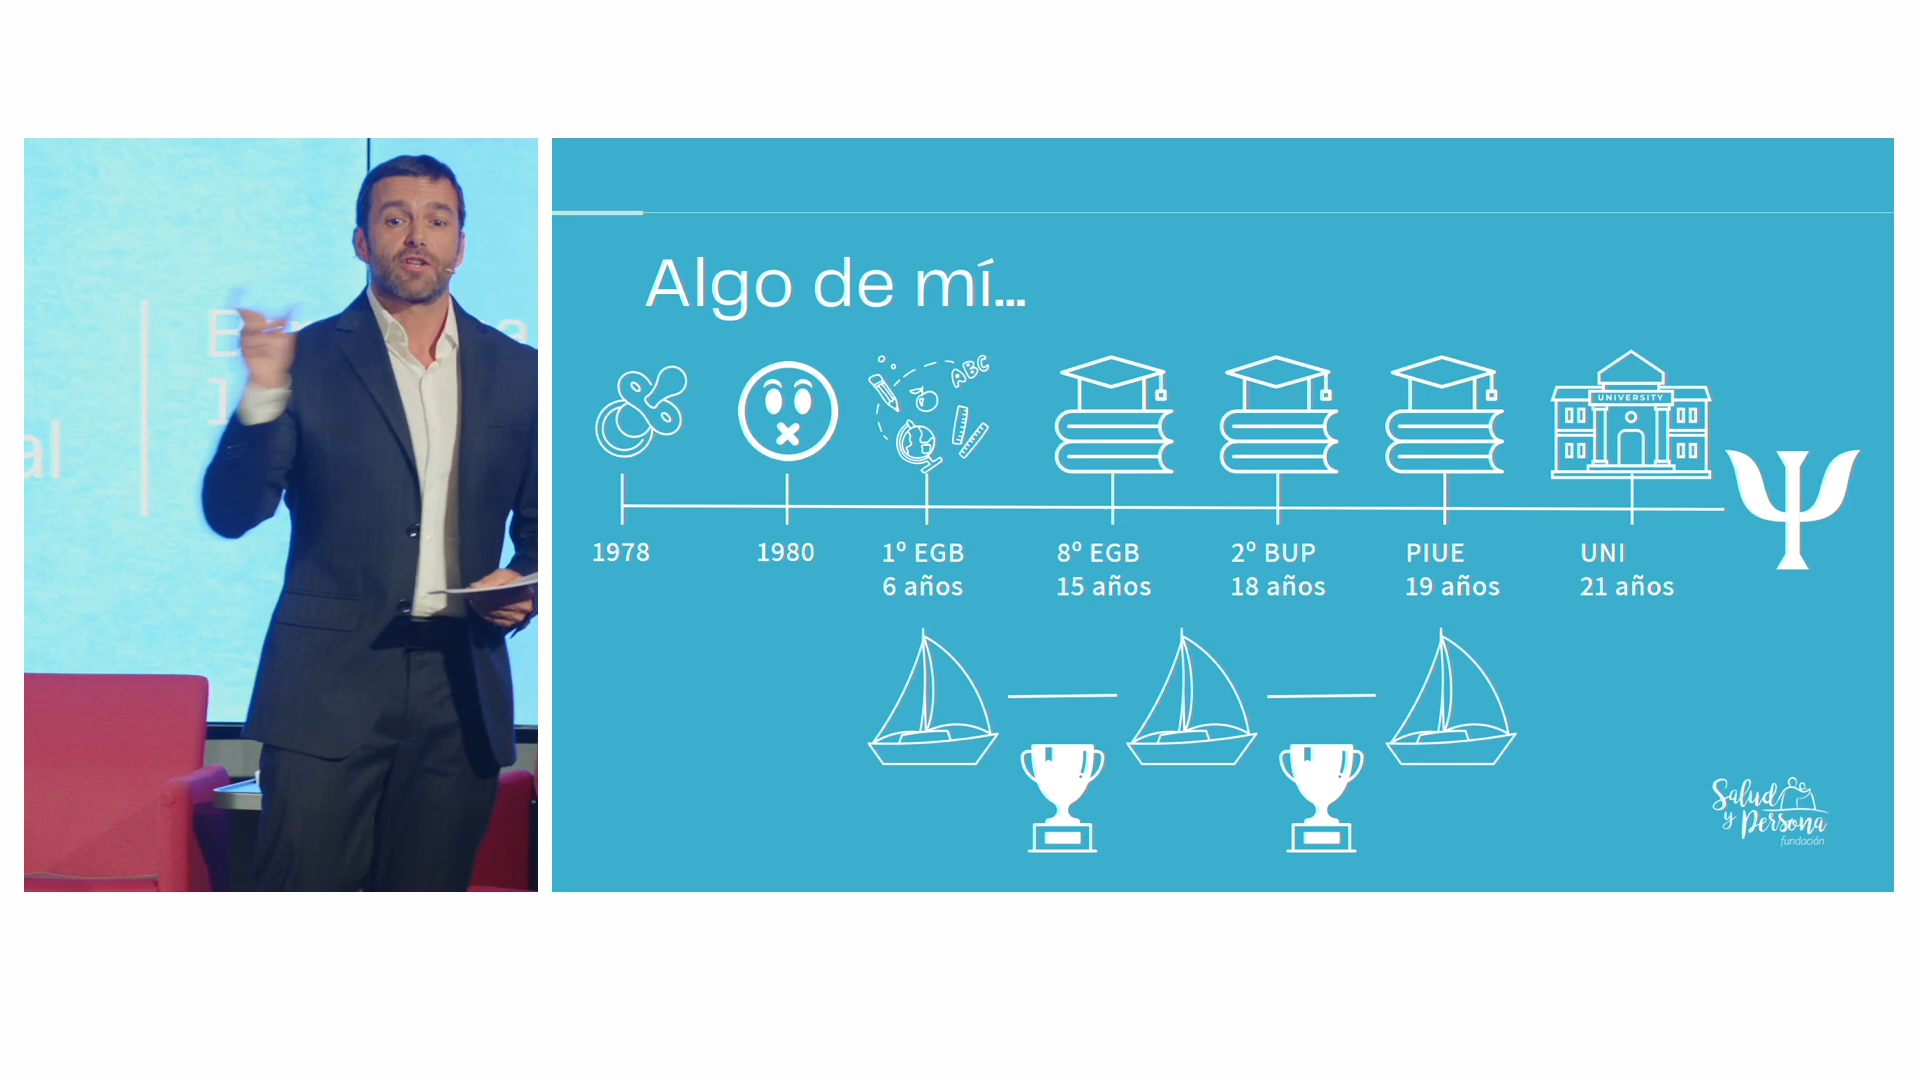 al
Algo de mí...
ABC
UNIVERSITY
1978
1980
1º EGB
6 años
8º EGB
15 años
2º BUP
18 años
PIUE
19 años
UNI
21 años
Salud
y Persona
fundación